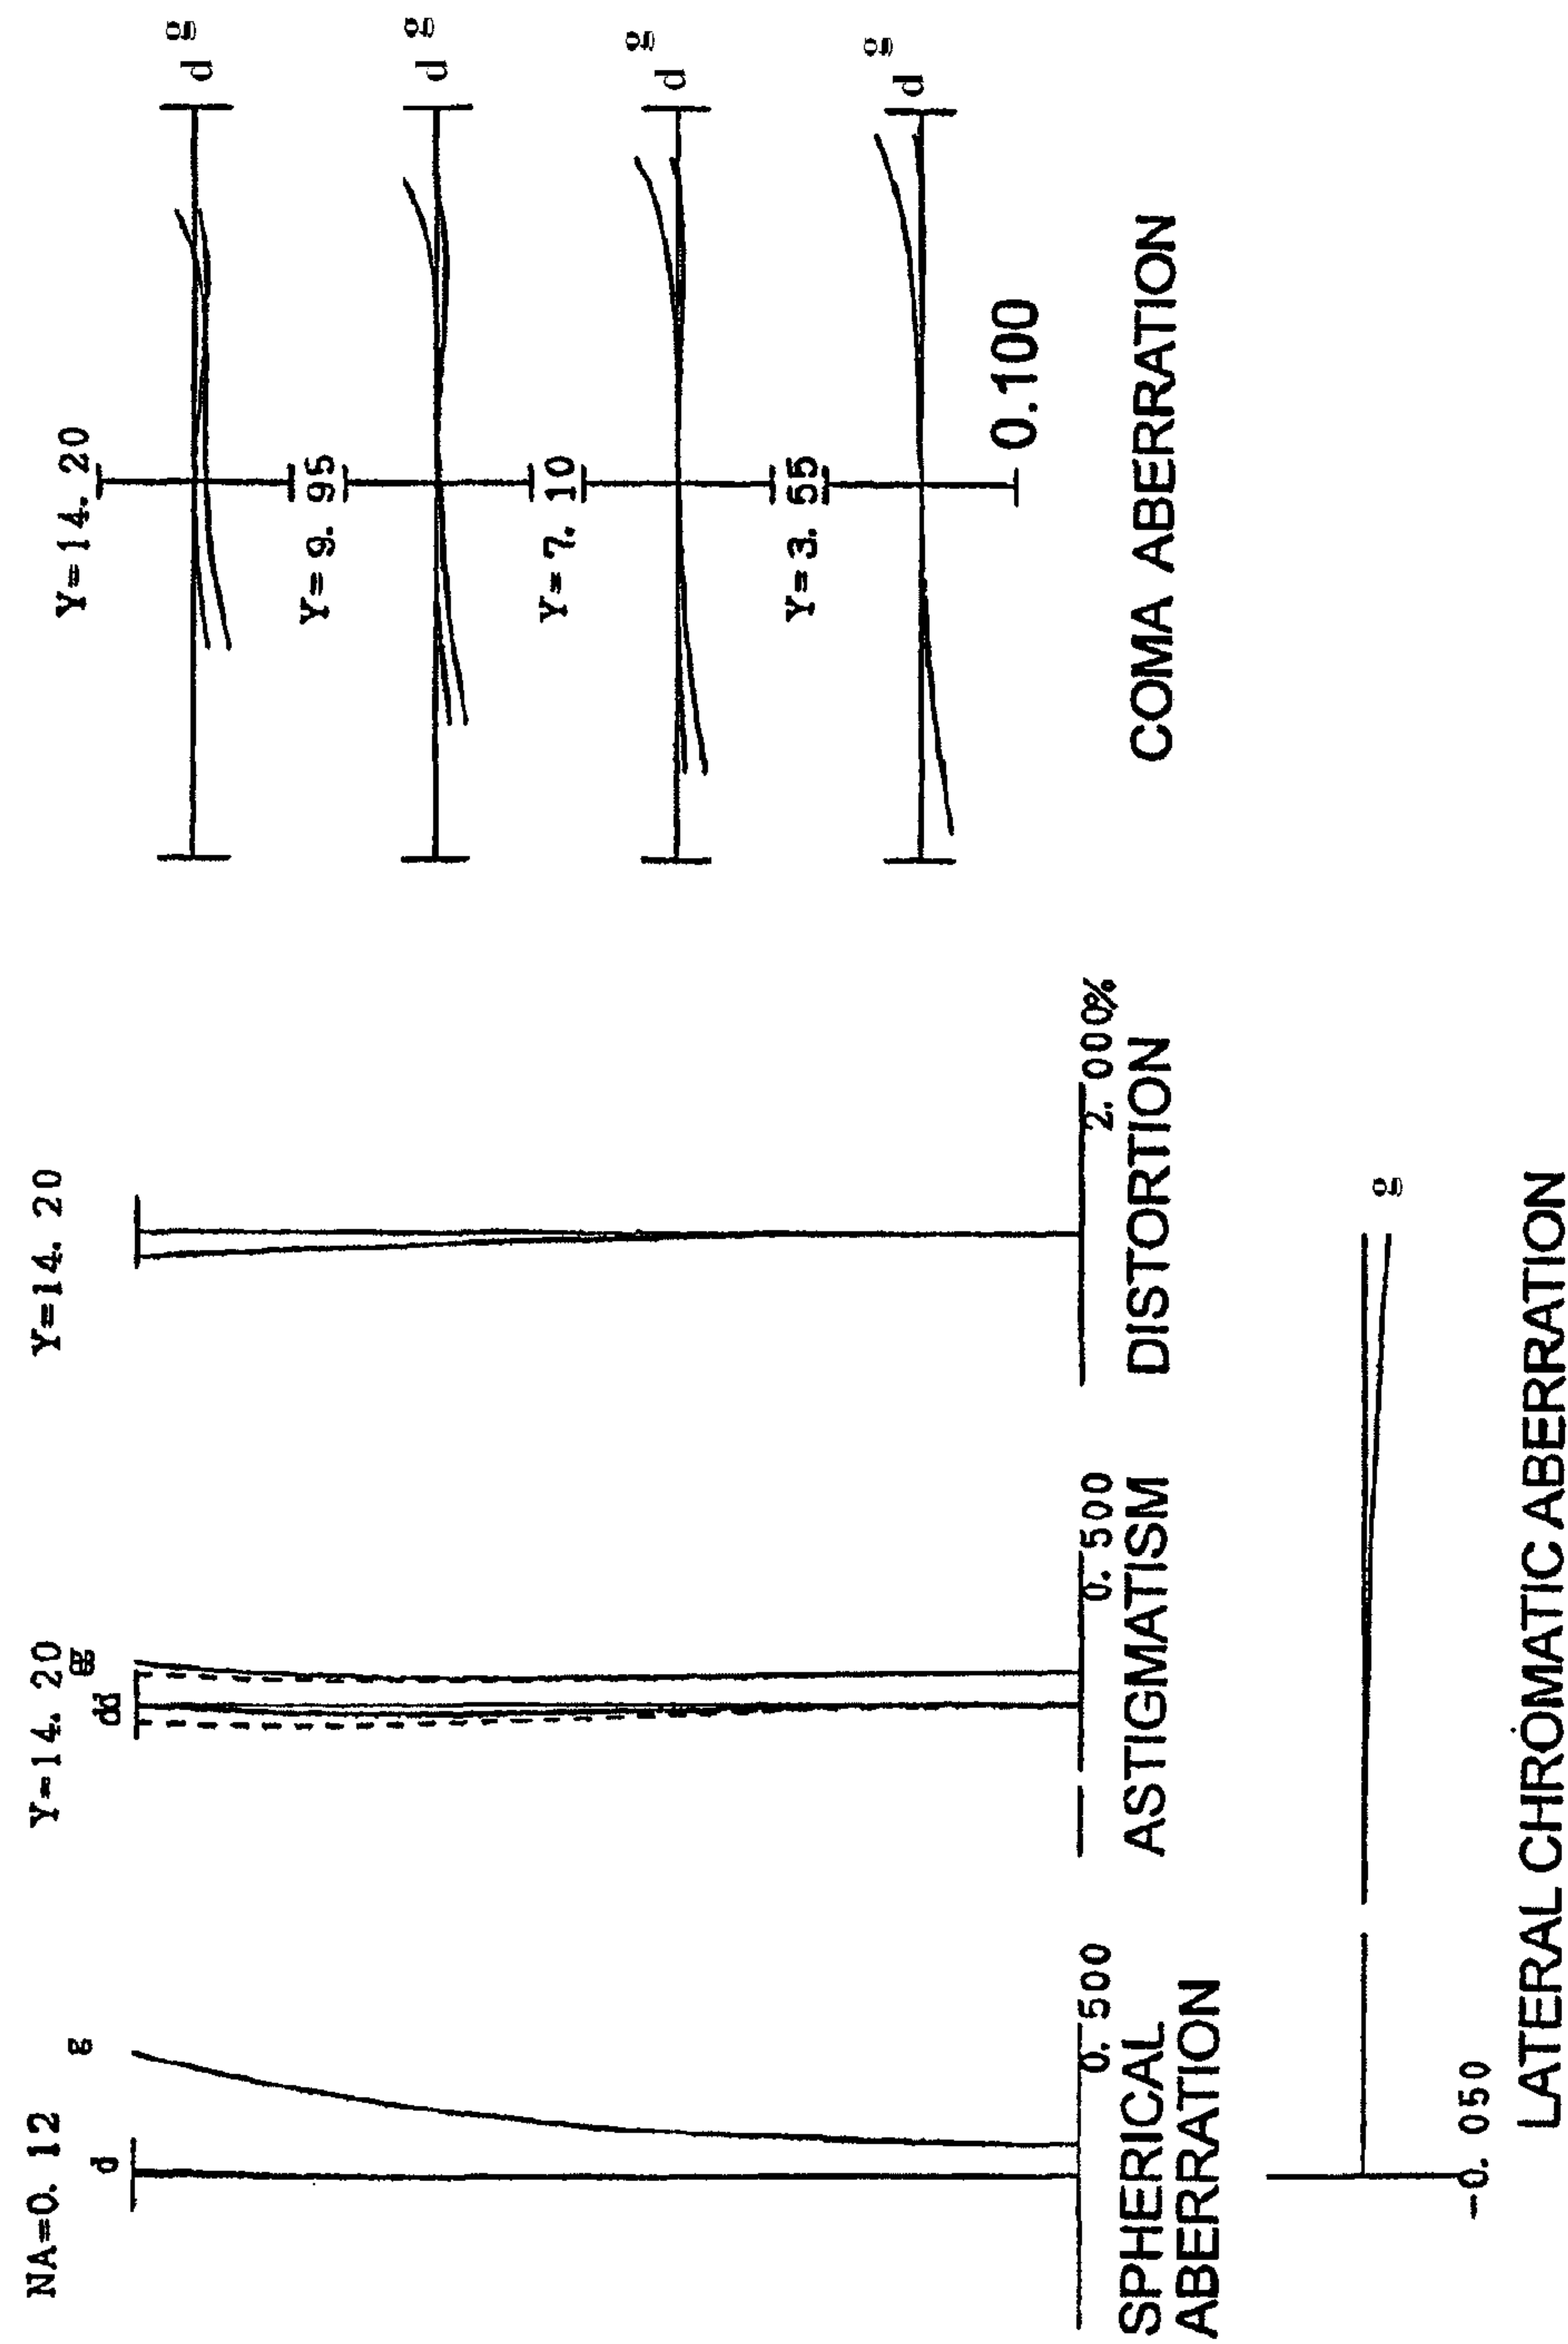 NA=0. 12
d
g
0. 500
SPHERICAL
ABERRATION
Y=14. 20
dd
gg
0. 500
ASTIGMATISM
Y=14. 20
2. 000%
DISTORTION
-0. 050
g
LATERAL CHROMATIC ABERRATION
Y=14. 20
g
d
Y= 9. 95
g
d
Y= 7. 10
g
d
Y= 3. 55
g
d
0.100
COMA ABERRATION